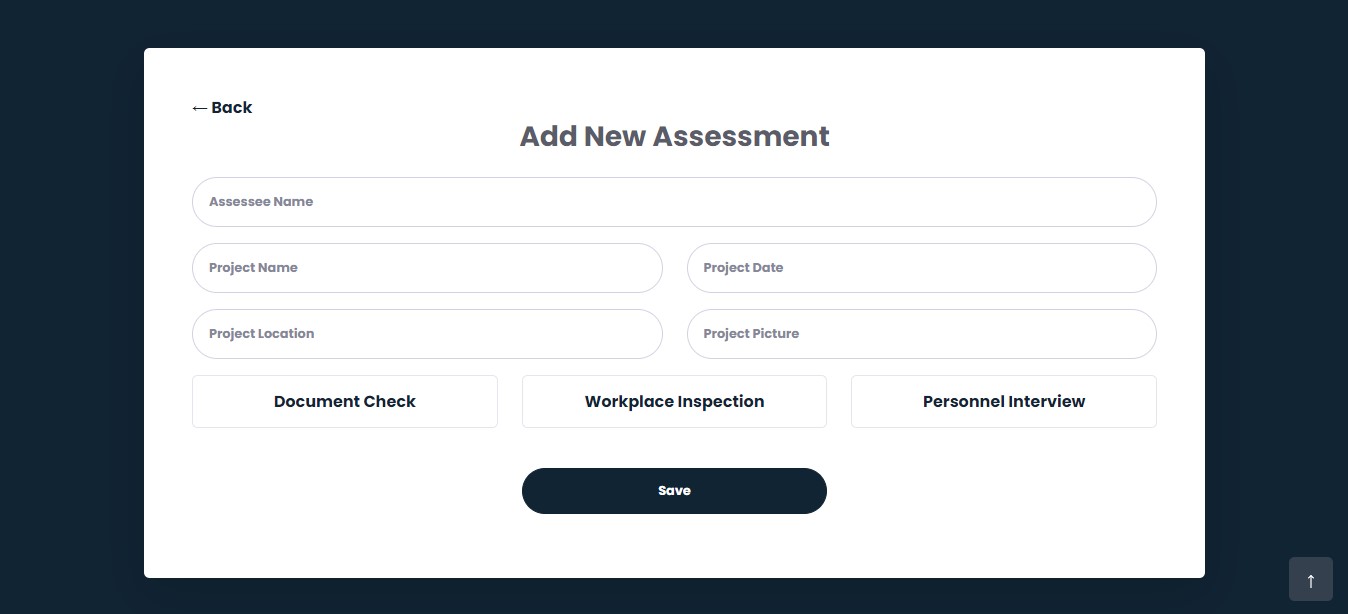 ← Back
Add New Assessment
Assessee Name
Project Name
Project Date
Project Location
Project Picture
Document Check
Workplace Inspection
Personnel Interview
Save
↑